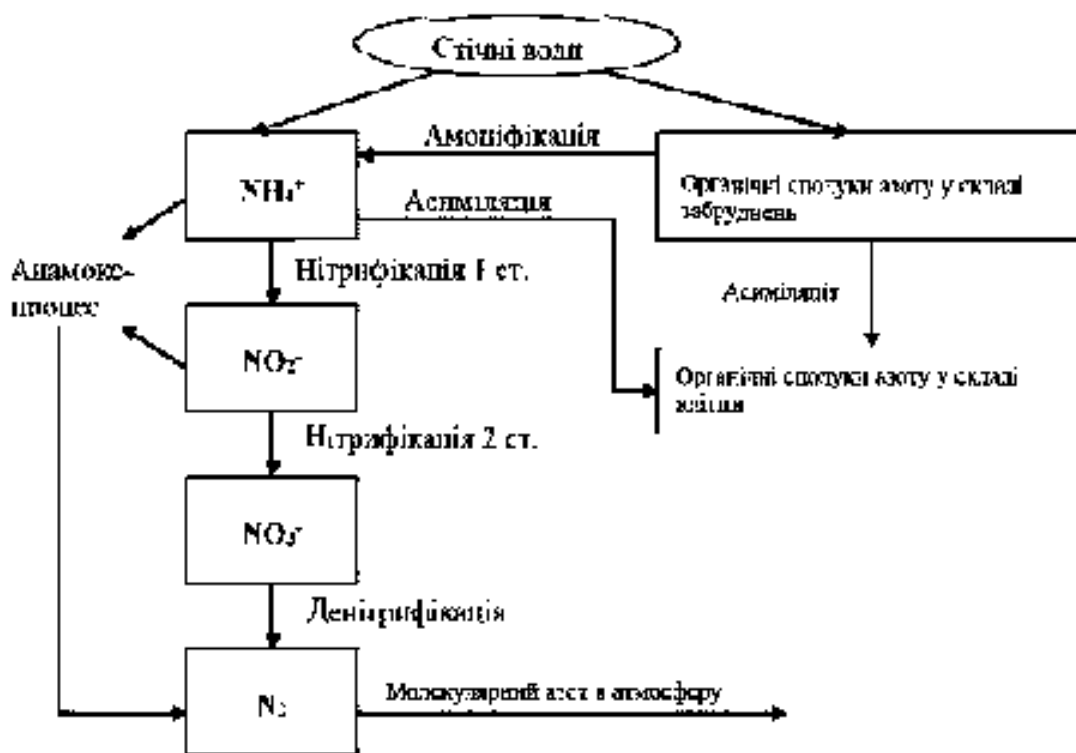 Стічні води
Амоніфікація
NH₄⁺
Органічні сполуки азоту у складі
забруднень
Асиміляція
Анамокс-
процес
Нітрифікація 1 ст.
Асиміляція
NO₂⁻
Органічні сполуки азоту у складі
клітин
Нітрифікація 2 ст.
NO₃⁻
Денітрифікація
N₂
Молекулярний азот в атмосферу